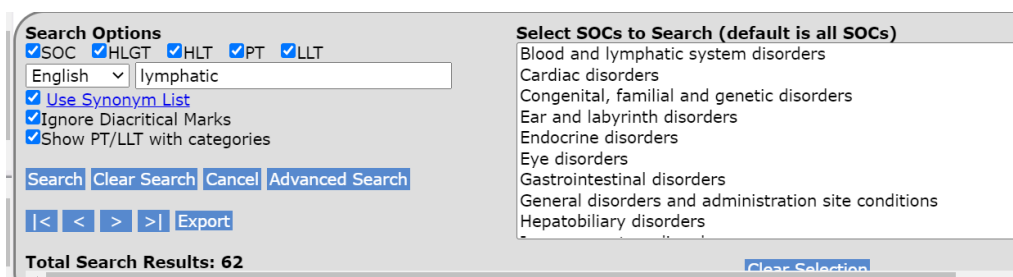 Search Options
SOC HLGT HLT PT LLT
English lymphatic
Use Synonym List
Ignore Diacritical Marks
Show PT/LLT with categories
Search Clear Search Cancel Advanced Search
|< < > >| Export
Total Search Results: 62
Select SOCs to Search (default is all SOCs)
Blood and lymphatic system disorders
Cardiac disorders
Congenital, familial and genetic disorders
Ear and labyrinth disorders
Endocrine disorders
Eye disorders
Gastrointestinal disorders
General disorders and administration site conditions
Hepatobiliary disorders
Clear Selection